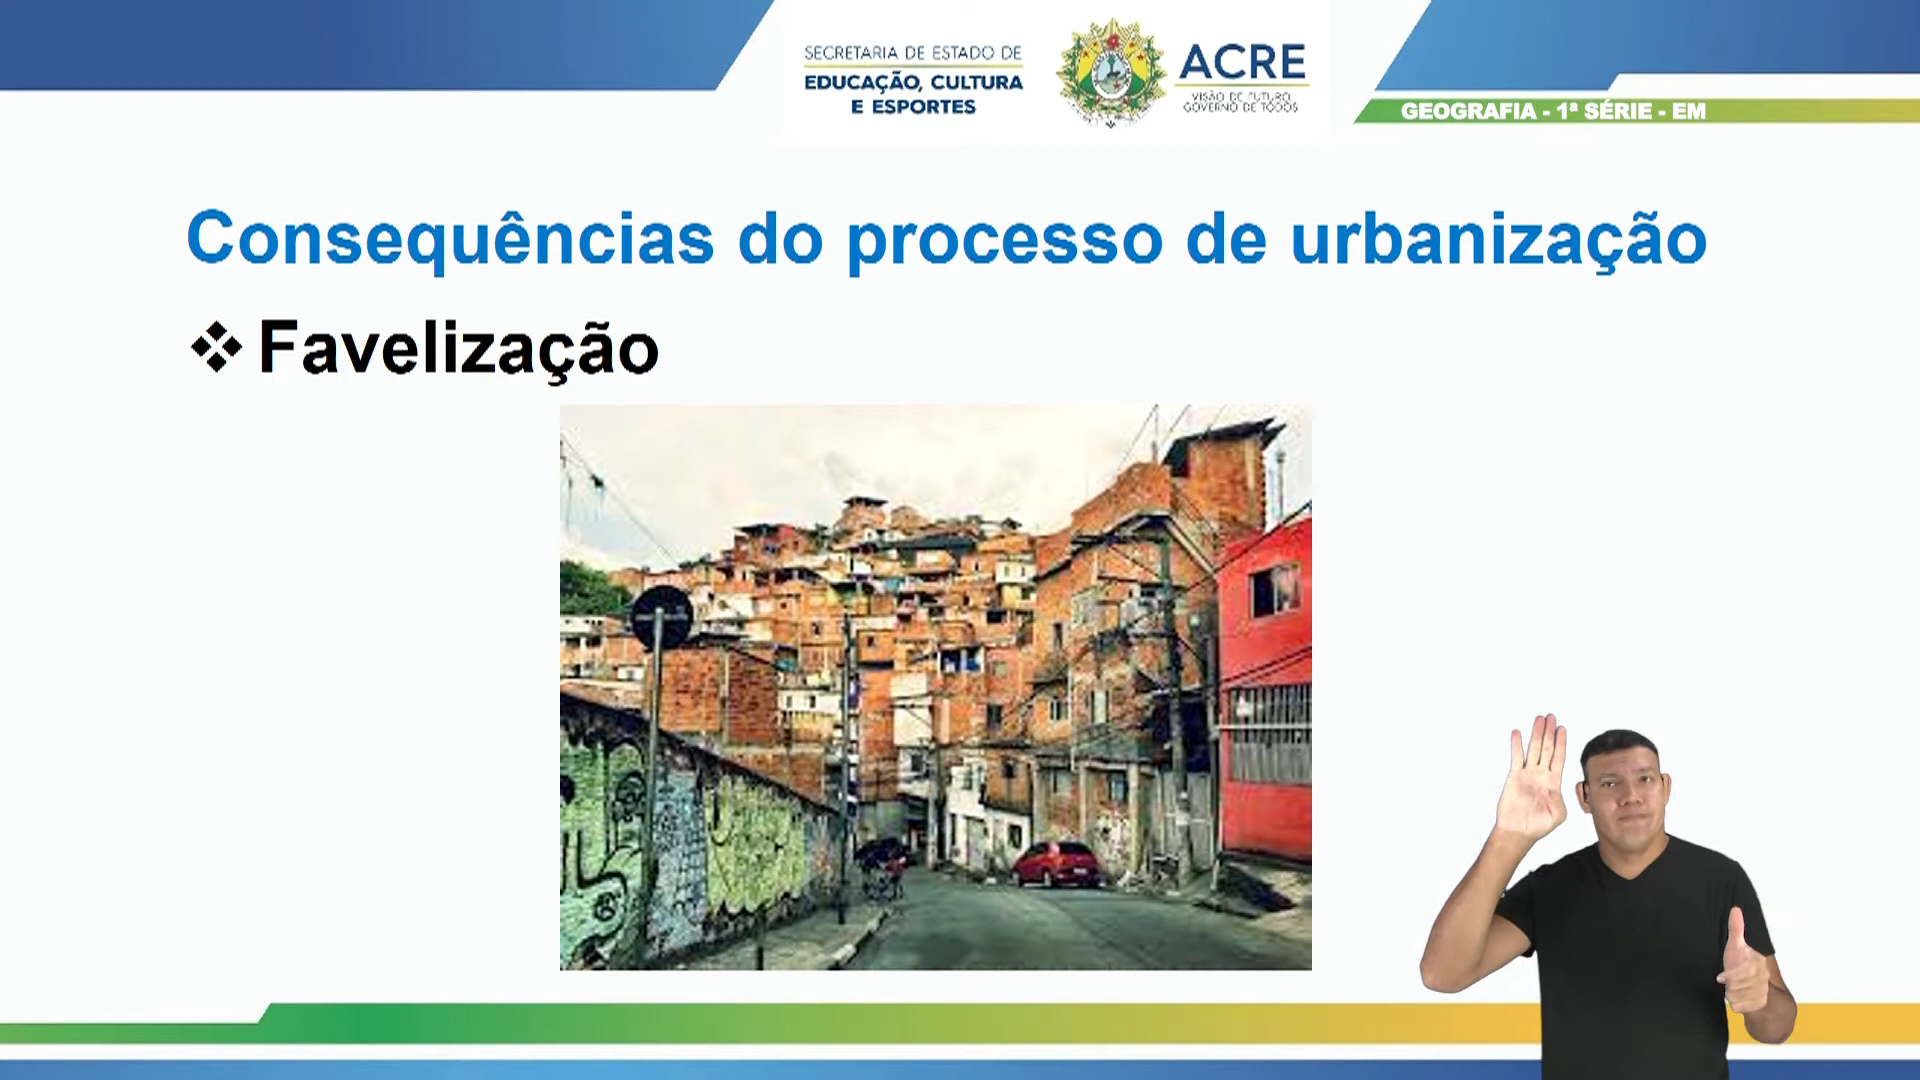 SECRETARIA DE ESTADO DE
EDUCAÇÃO, CULTURA
E ESPORTES
ACRE
VISÃO DE FUTURO,
GOVERNO DE TODOS
GEOGRAFIA - 1ª SÉRIE - EM
Consequências do processo de urbanização
❖ Favelização